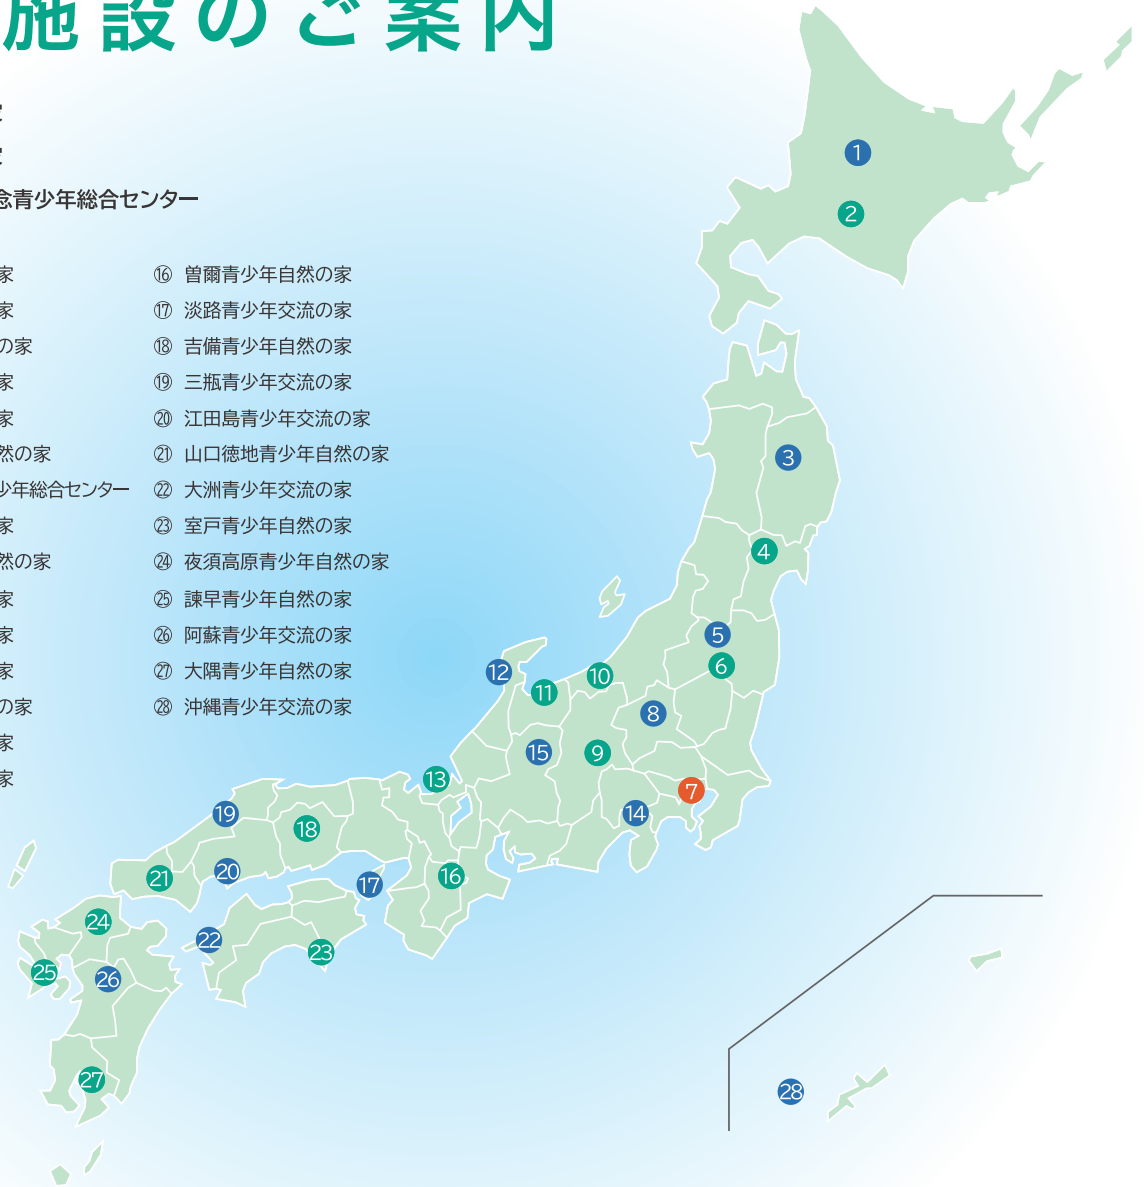 施設のご案内
念青少年総合センター
家
家
の家
家
家
然の家
少年総合センター
家
然の家
家
家
家
の家
家
家
⑯ 曽爾青少年自然の家
⑰ 淡路青少年交流の家
⑱ 吉備青少年自然の家
⑲ 三瓶青少年交流の家
⑳ 江田島青少年交流の家
㉑ 山口徳地青少年自然の家
㉒ 大洲青少年交流の家
㉓ 室戸青少年自然の家
㉔ 夜須高原青少年自然の家
㉕ 諫早青少年自然の家
㉖ 阿蘇青少年交流の家
㉗ 大隅青少年自然の家
㉘ 沖縄青少年交流の家
1
2
3
4
5
6
12
10
11
8
15
9
13
7
14
19
18
20
21
17
16
24
22
23
25
26
27
28